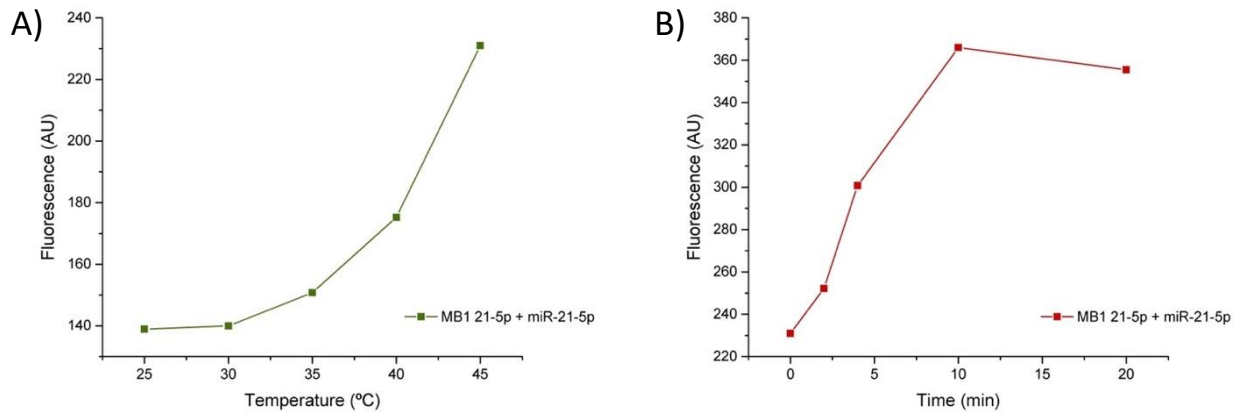 A)
240
220
200
180
160
140
25 30 35 40 45
Fluorescence (AU)
Temperature (ºC)
MB1 21-5p + miR-21-5p
B)
380
360
340
320
300
280
260
240
220
0 5 10 15 20
Fluorescence (AU)
Time (min)
MB1 21-5p + miR-21-5p